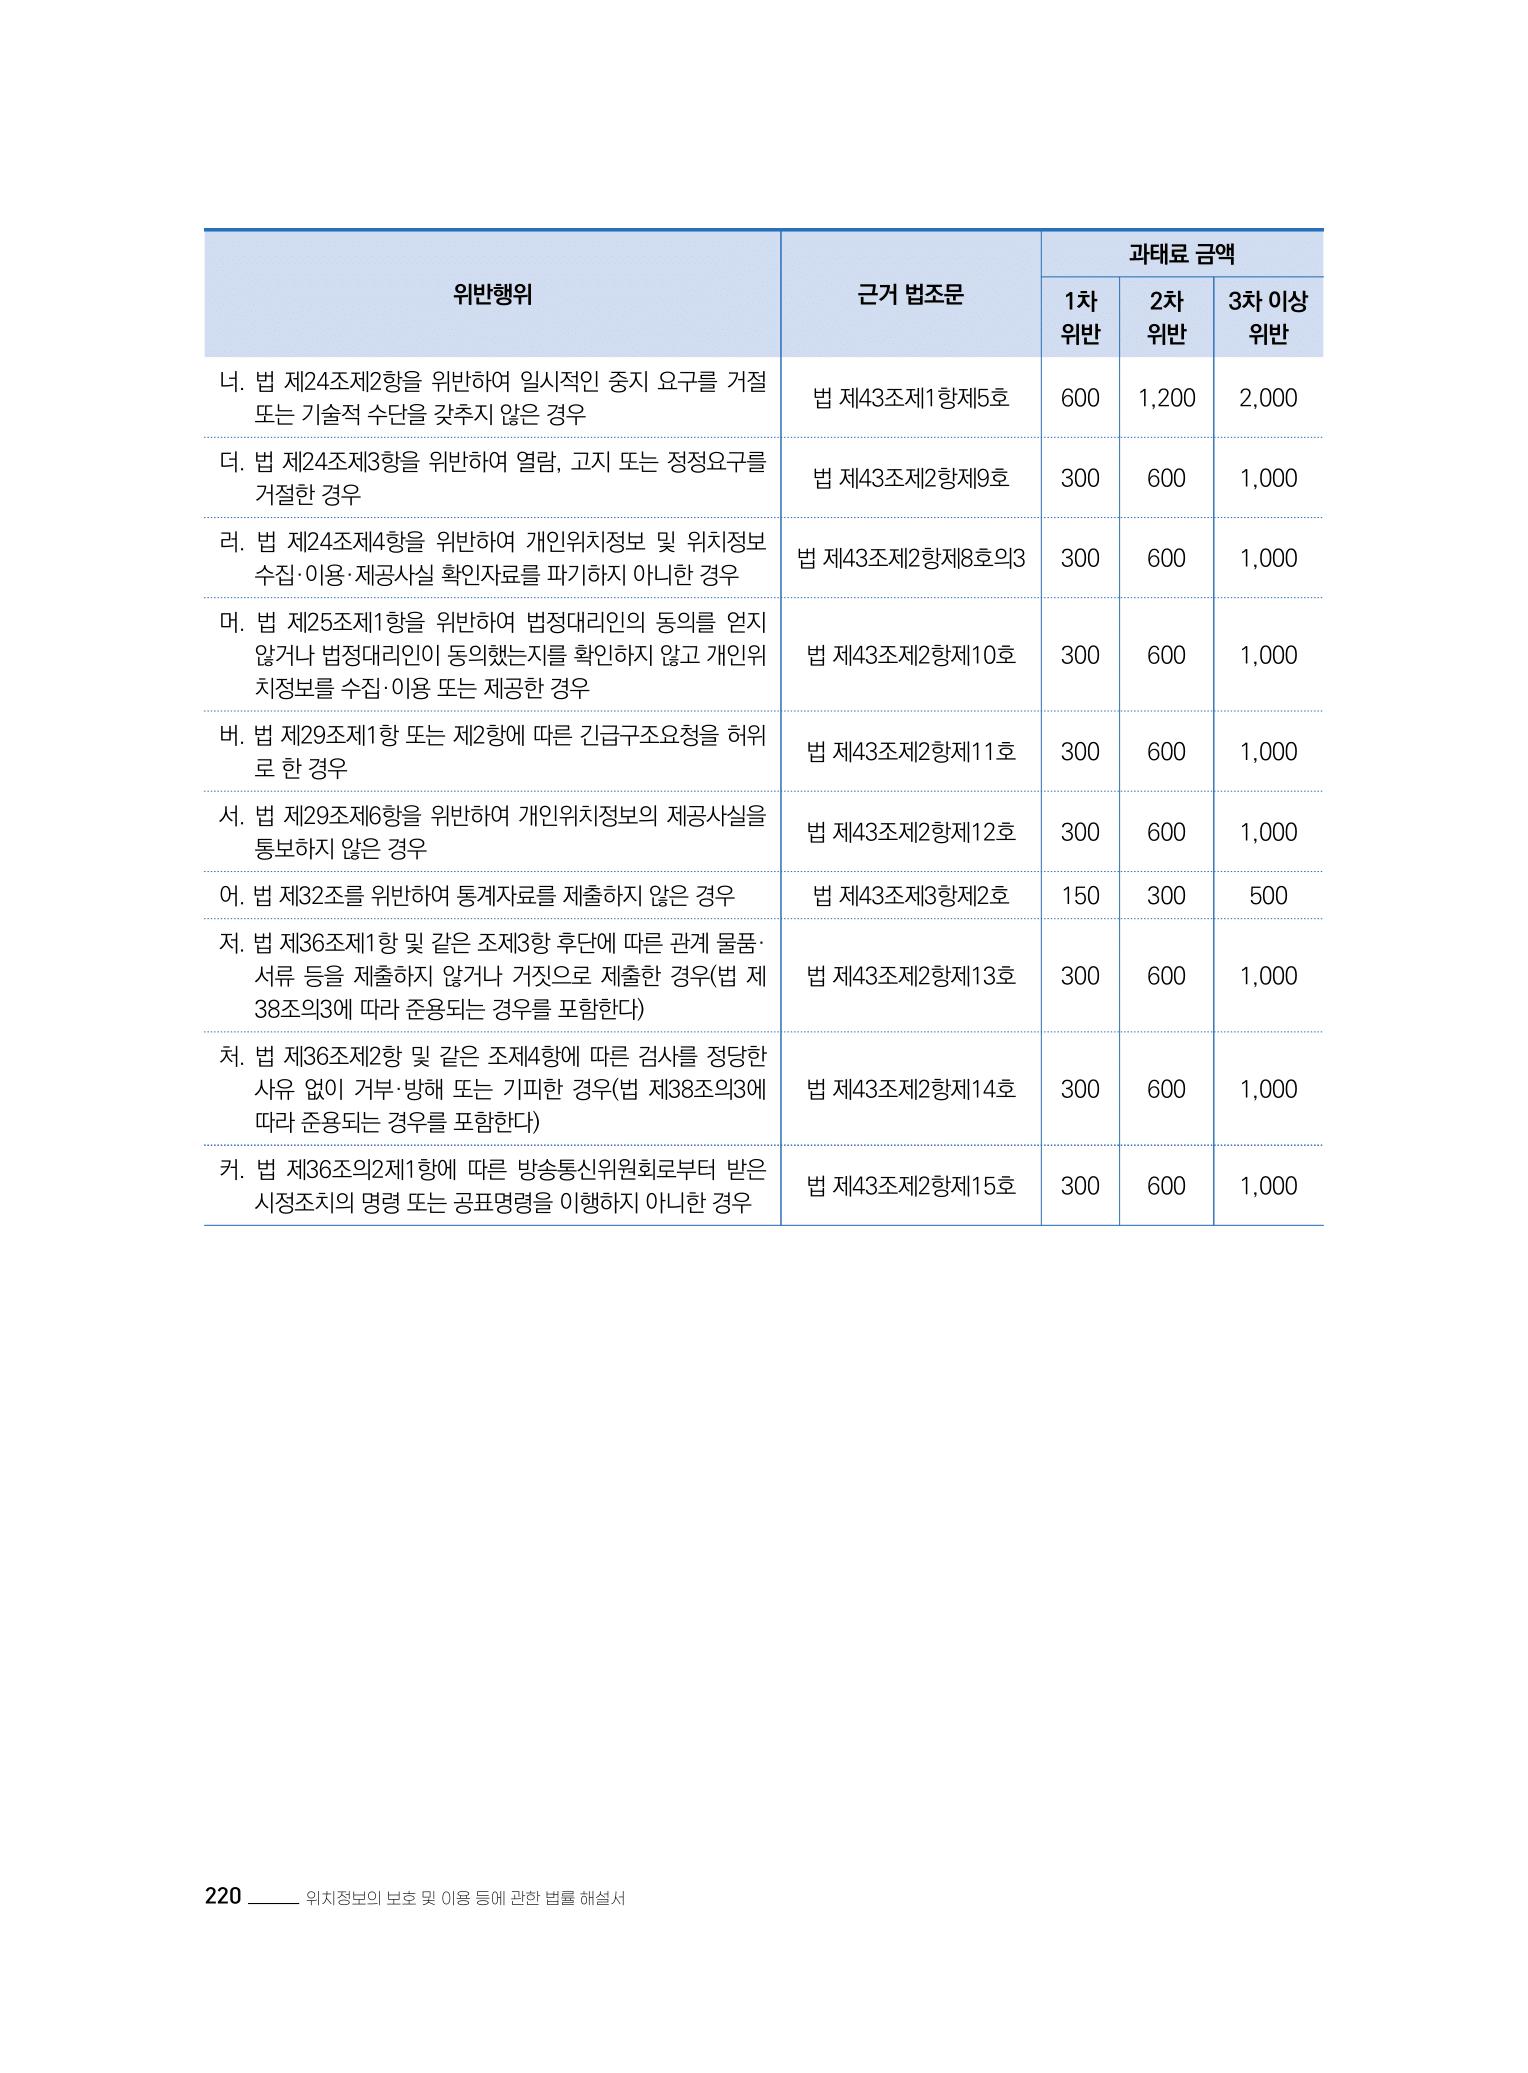 위반행위
근거 법조문
과태료 금액
1차
위반
2차
위반
3차 이상
위반
너. 법 제24조제2항을 위반하여 일시적인 중지 요구를 거절
또는 기술적 수단을 갖추지 않은 경우
법 제43조제1항제5호
600
1,200
2,000
더. 법 제24조제3항을 위반하여 열람, 고지 또는 정정요구를
거절한 경우
법 제43조제2항제9호
300
600
1,000
러. 법 제24조제4항을 위반하여 개인위치정보 및 위치정보
수집·이용·제공사실 확인자료를 파기하지 아니한 경우
법 제43조제2항제8호의3
300
600
1,000
머. 법 제25조제1항을 위반하여 법정대리인의 동의를 얻지
않거나 법정대리인이 동의했는지를 확인하지 않고 개인위
치정보를 수집·이용 또는 제공한 경우
법 제43조제2항제10호
300
600
1,000
버. 법 제29조제1항 또는 제2항에 따른 긴급구조요청을 허위
로 한 경우
법 제43조제2항제11호
300
600
1,000
서. 법 제29조제6항을 위반하여 개인위치정보의 제공사실을
통보하지 않은 경우
법 제43조제2항제12호
300
600
1,000
어. 법 제32조를 위반하여 통계자료를 제출하지 않은 경우
법 제43조제3항제2호
150
300
500
저. 법 제36조제1항 및 같은 조제3항 후단에 따른 관계 물품·
서류 등을 제출하지 않거나 거짓으로 제출한 경우(법 제
38조의3에 따라 준용되는 경우를 포함한다)
법 제43조제2항제13호
300
600
1,000
처. 법 제36조제2항 및 같은 조제4항에 따른 검사를 정당한
사유 없이 거부·방해 또는 기피한 경우(법 제38조의3에
따라 준용되는 경우를 포함한다)
법 제43조제2항제14호
300
600
1,000
커. 법 제36조의2제1항에 따른 방송통신위원회로부터 받은
시정조치의 명령 또는 공표명령을 이행하지 아니한 경우
법 제43조제2항제15호
300
600
1,000
220 위치정보의 보호 및 이용 등에 관한 법률 해설서